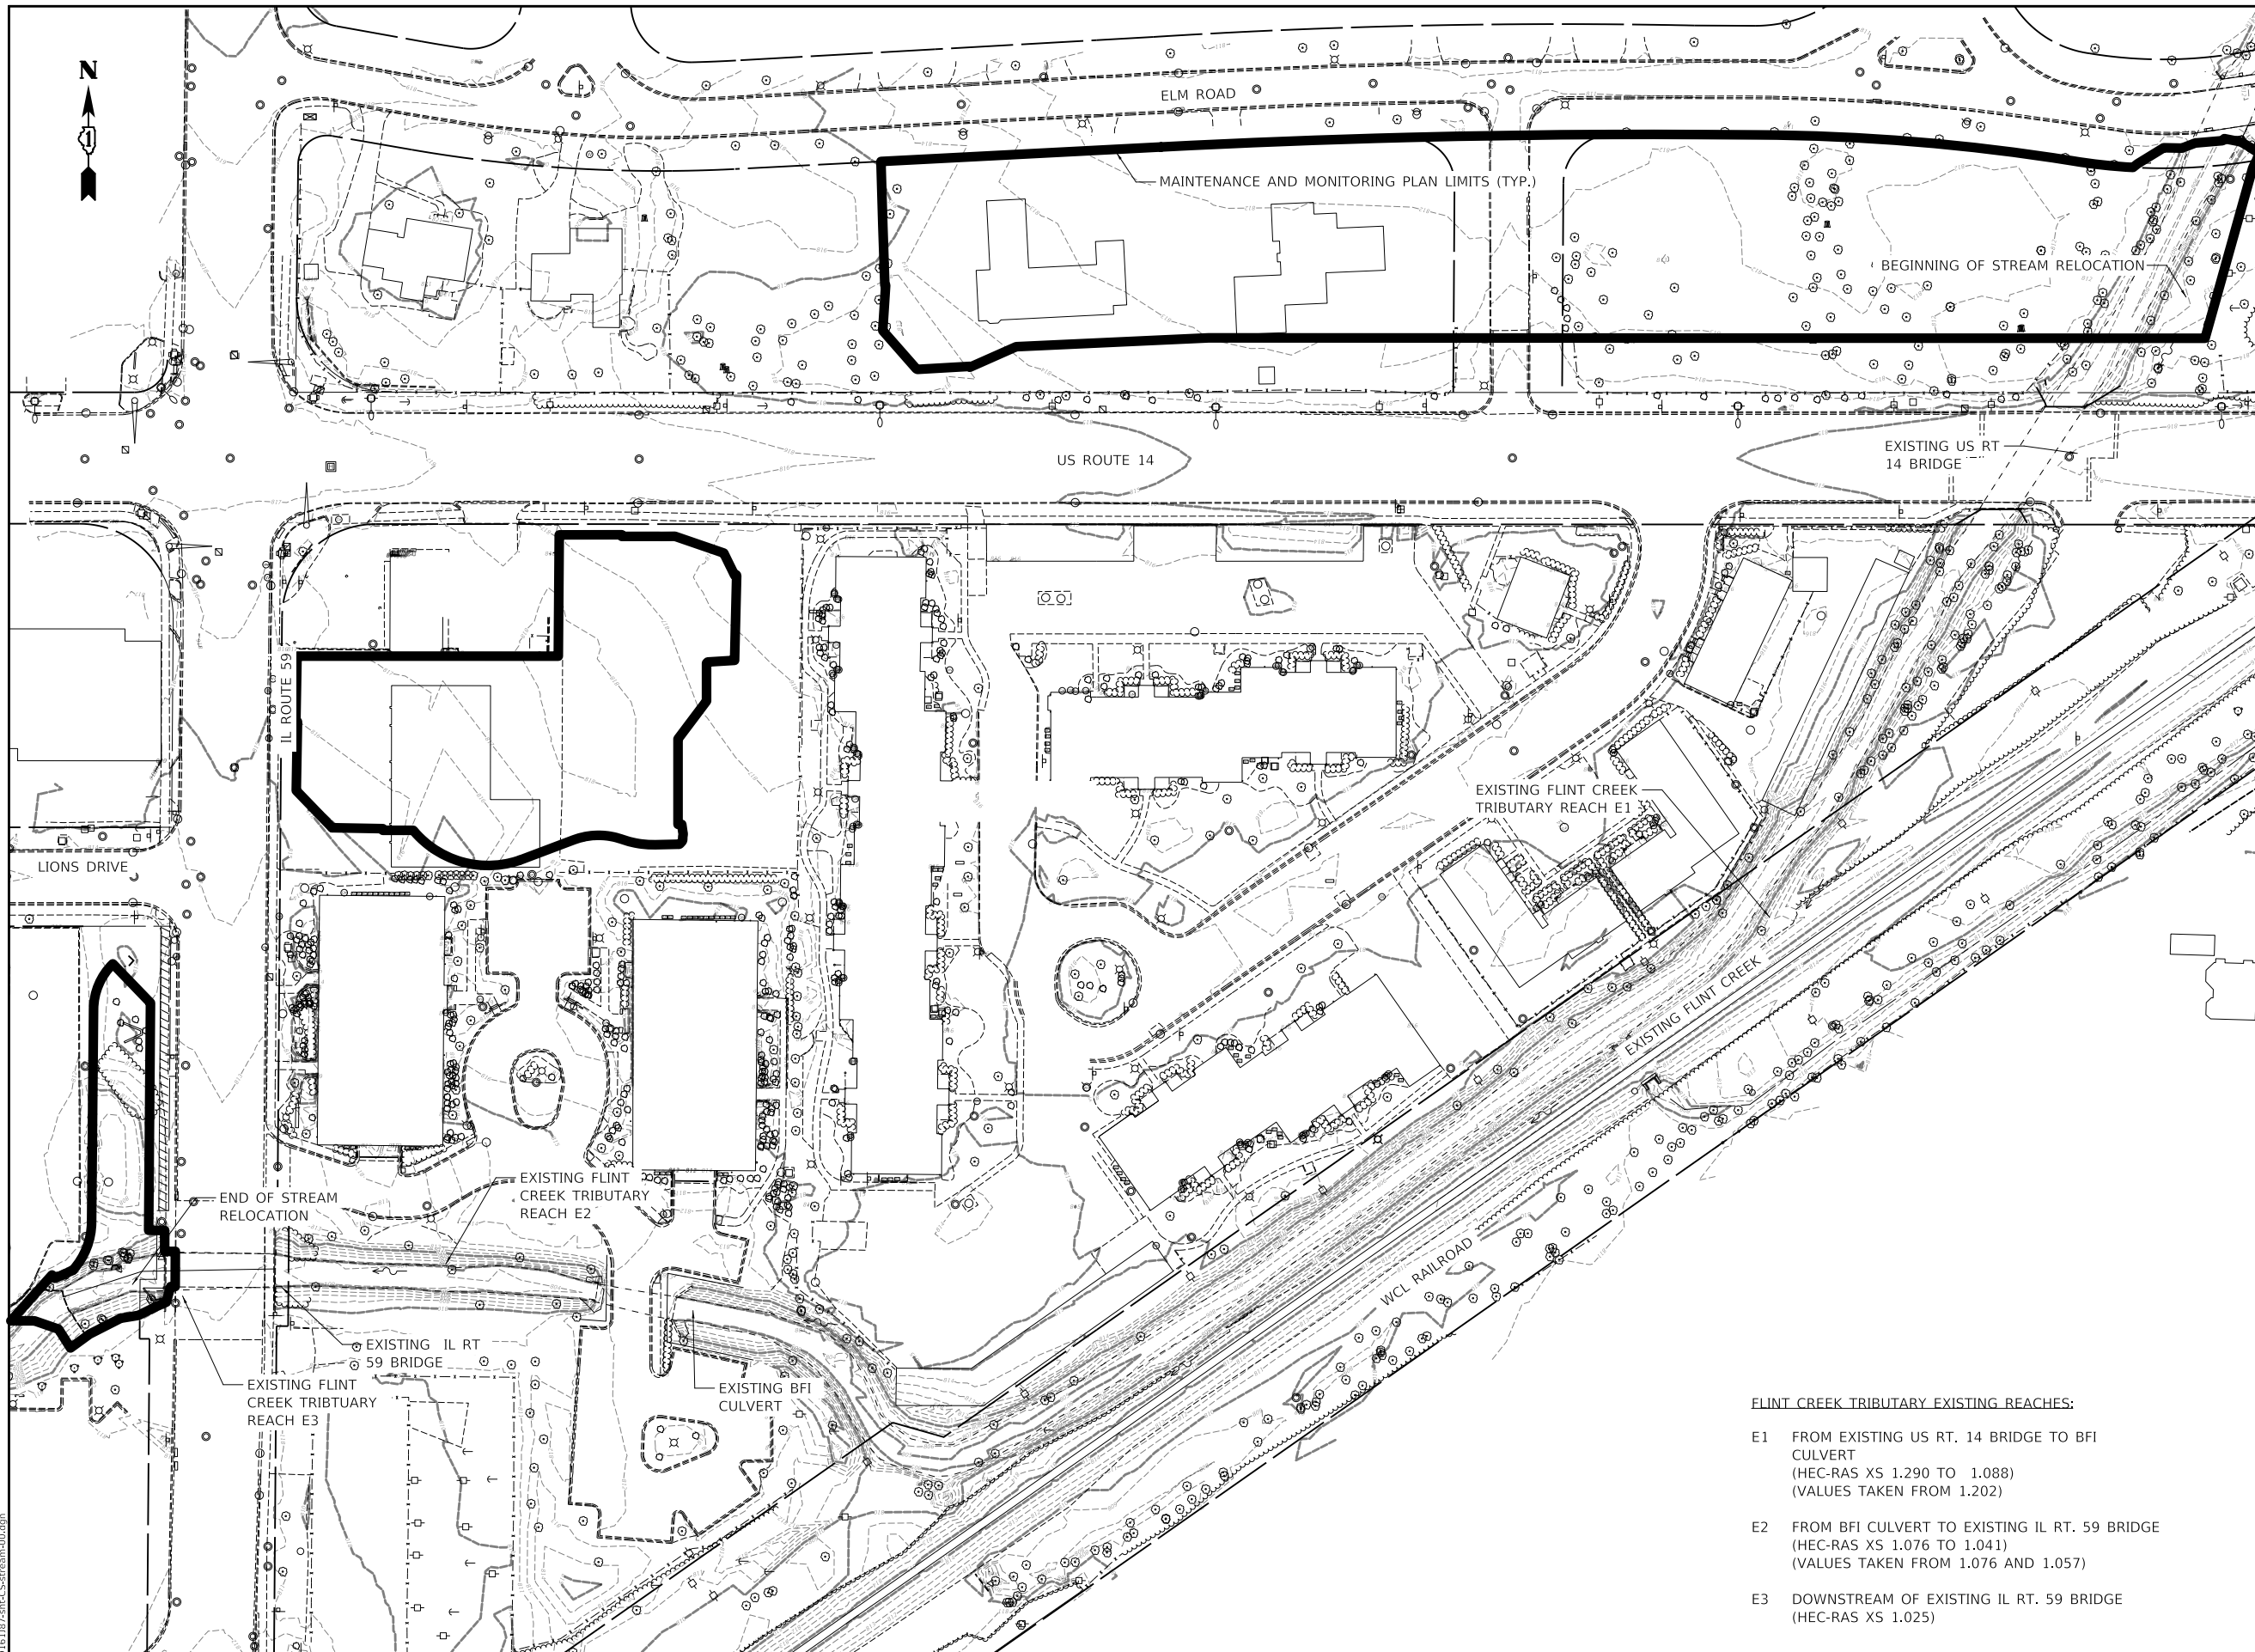 N
ELM ROAD
MAINTENANCE AND MONITORING PLAN LIMITS (TYP.)
BEGINNING OF STREAM RELOCATION
US ROUTE 14
EXISTING US RT
14 BRIDGE
IL ROUTE 59
EXISTING FLINT CREEK
TRIBUTARY REACH E1
LIONS DRIVE
EXISTING FLINT CREEK
END OF STREAM
RELOCATION
EXISTING FLINT
CREEK TRIBUTARY
REACH E2
WCL RAILROAD
EXISTING IL RT
59 BRIDGE
EXISTING FLINT
CREEK TRIBTUARY
REACH E3
EXISTING BFI
CULVERT
FLINT CREEK TRIBUTARY EXISTING REACHES:
E1 FROM EXISTING US RT. 14 BRIDGE TO BFI
CULVERT
(HEC-RAS XS 1.290 TO 1.088)
(VALUES TAKEN FROM 1.202)
E2 FROM BFI CULVERT TO EXISTING IL RT. 59 BRIDGE
(HEC-RAS XS 1.076 TO 1.041)
(VALUES TAKEN FROM 1.076 AND 1.057)
E3 DOWNSTREAM OF EXISTING IL RT. 59 BRIDGE
(HEC-RAS XS 1.025)